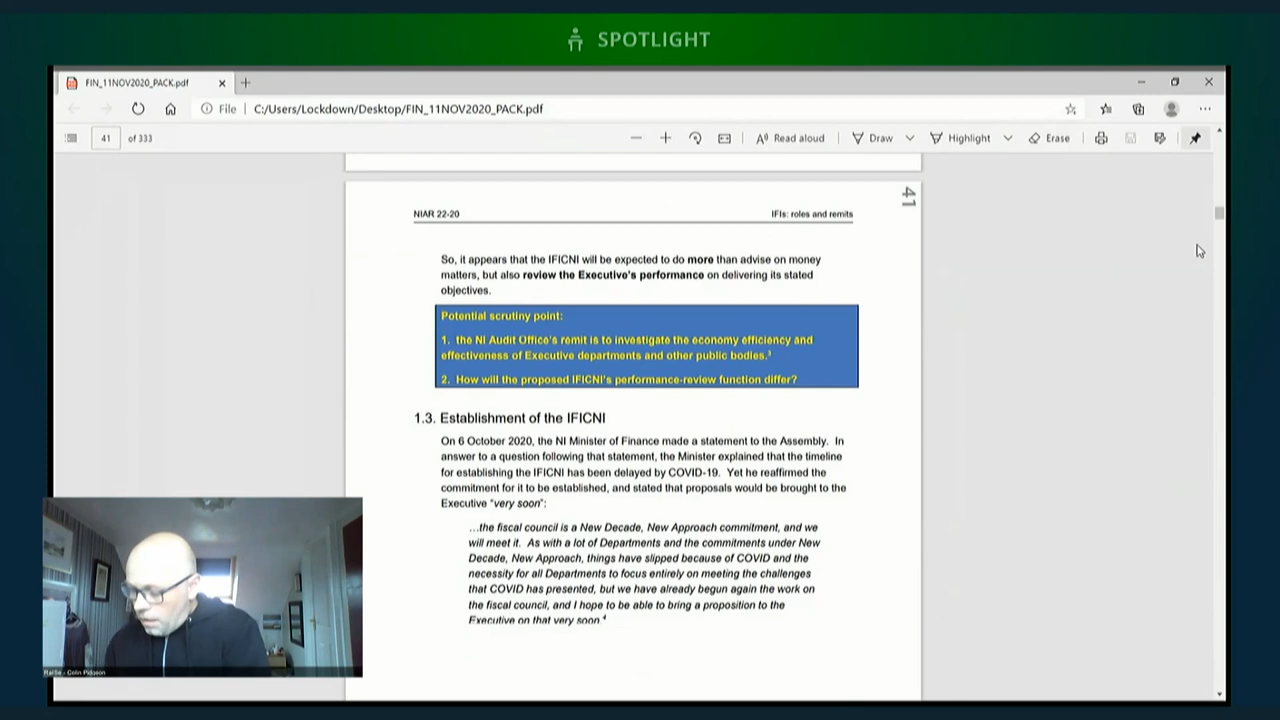 SPOTLIGHT
FIN_11NOV2020_PACK.pdf
File C:/Users/Lockdown/Desktop/FIN_11NOV2020_PACK.pdf
41 of 333 Read aloud Draw Highlight Erase
41
NIAR 22-20 IFIs: roles and remits
So, it appears that the IFICNI will be expected to do more than advise on money
matters, but also review the Executive's performance on delivering its stated
objectives.
Potential scrutiny point:
1. the NI Audit Office's remit is to investigate the economy efficiency and
effectiveness of Executive departments and other public bodies.3
2. How will the proposed IFICNI's performance-review function differ?
1.3. Establishment of the IFICNI
On 6 October 2020, the NI Minister of Finance made a statement to the Assembly. In
answer to a question following that statement, the Minister explained that the timeline
for establishing the IFICNI has been delayed by COVID-19. Yet he reaffirmed the
commitment for it to be established, and stated that proposals would be brought to the
Executive "very soon":
...the fiscal council is a New Decade, New Approach commitment, and we
will meet it. As with a lot of Departments and the commitments under New
Decade, New Approach, things have slipped because of COVID and the
necessity for all Departments to focus entirely on meeting the challenges
that COVID has presented, but we have already begun again the work on
the fiscal council, and I hope to be able to bring a proposition to the
Executive on that very soon.4
RaISe - Colin Pidgeon